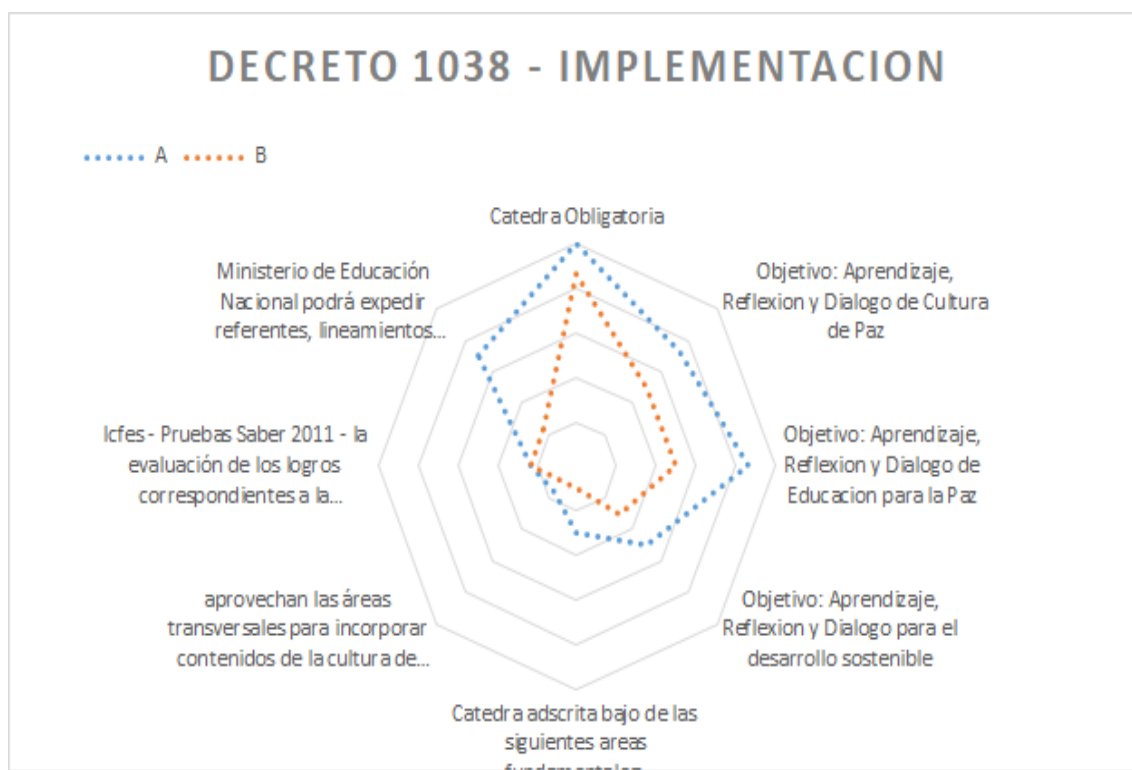 DECRETO 1038 - IMPLEMENTACION
A
B
Catedra Obligatoria
Objetivo: Aprendizaje,
Reflexion y Dialogo de Cultura
de Paz
Objetivo: Aprendizaje,
Reflexion y Dialogo de
Educacion para la Paz
Objetivo: Aprendizaje,
Reflexion y Dialogo para el
desarrollo sostenible
Catedra adscrita bajo de las
siguientes areas
aprovechan las áreas
transversales para incorporar
contenidos de la cultura de...
Icfes - Pruebas Saber 2011 - la
evaluación de los logros
correspondientes a la...
Ministerio de Educación
Nacional podrá expedir
referentes, lineamientos...